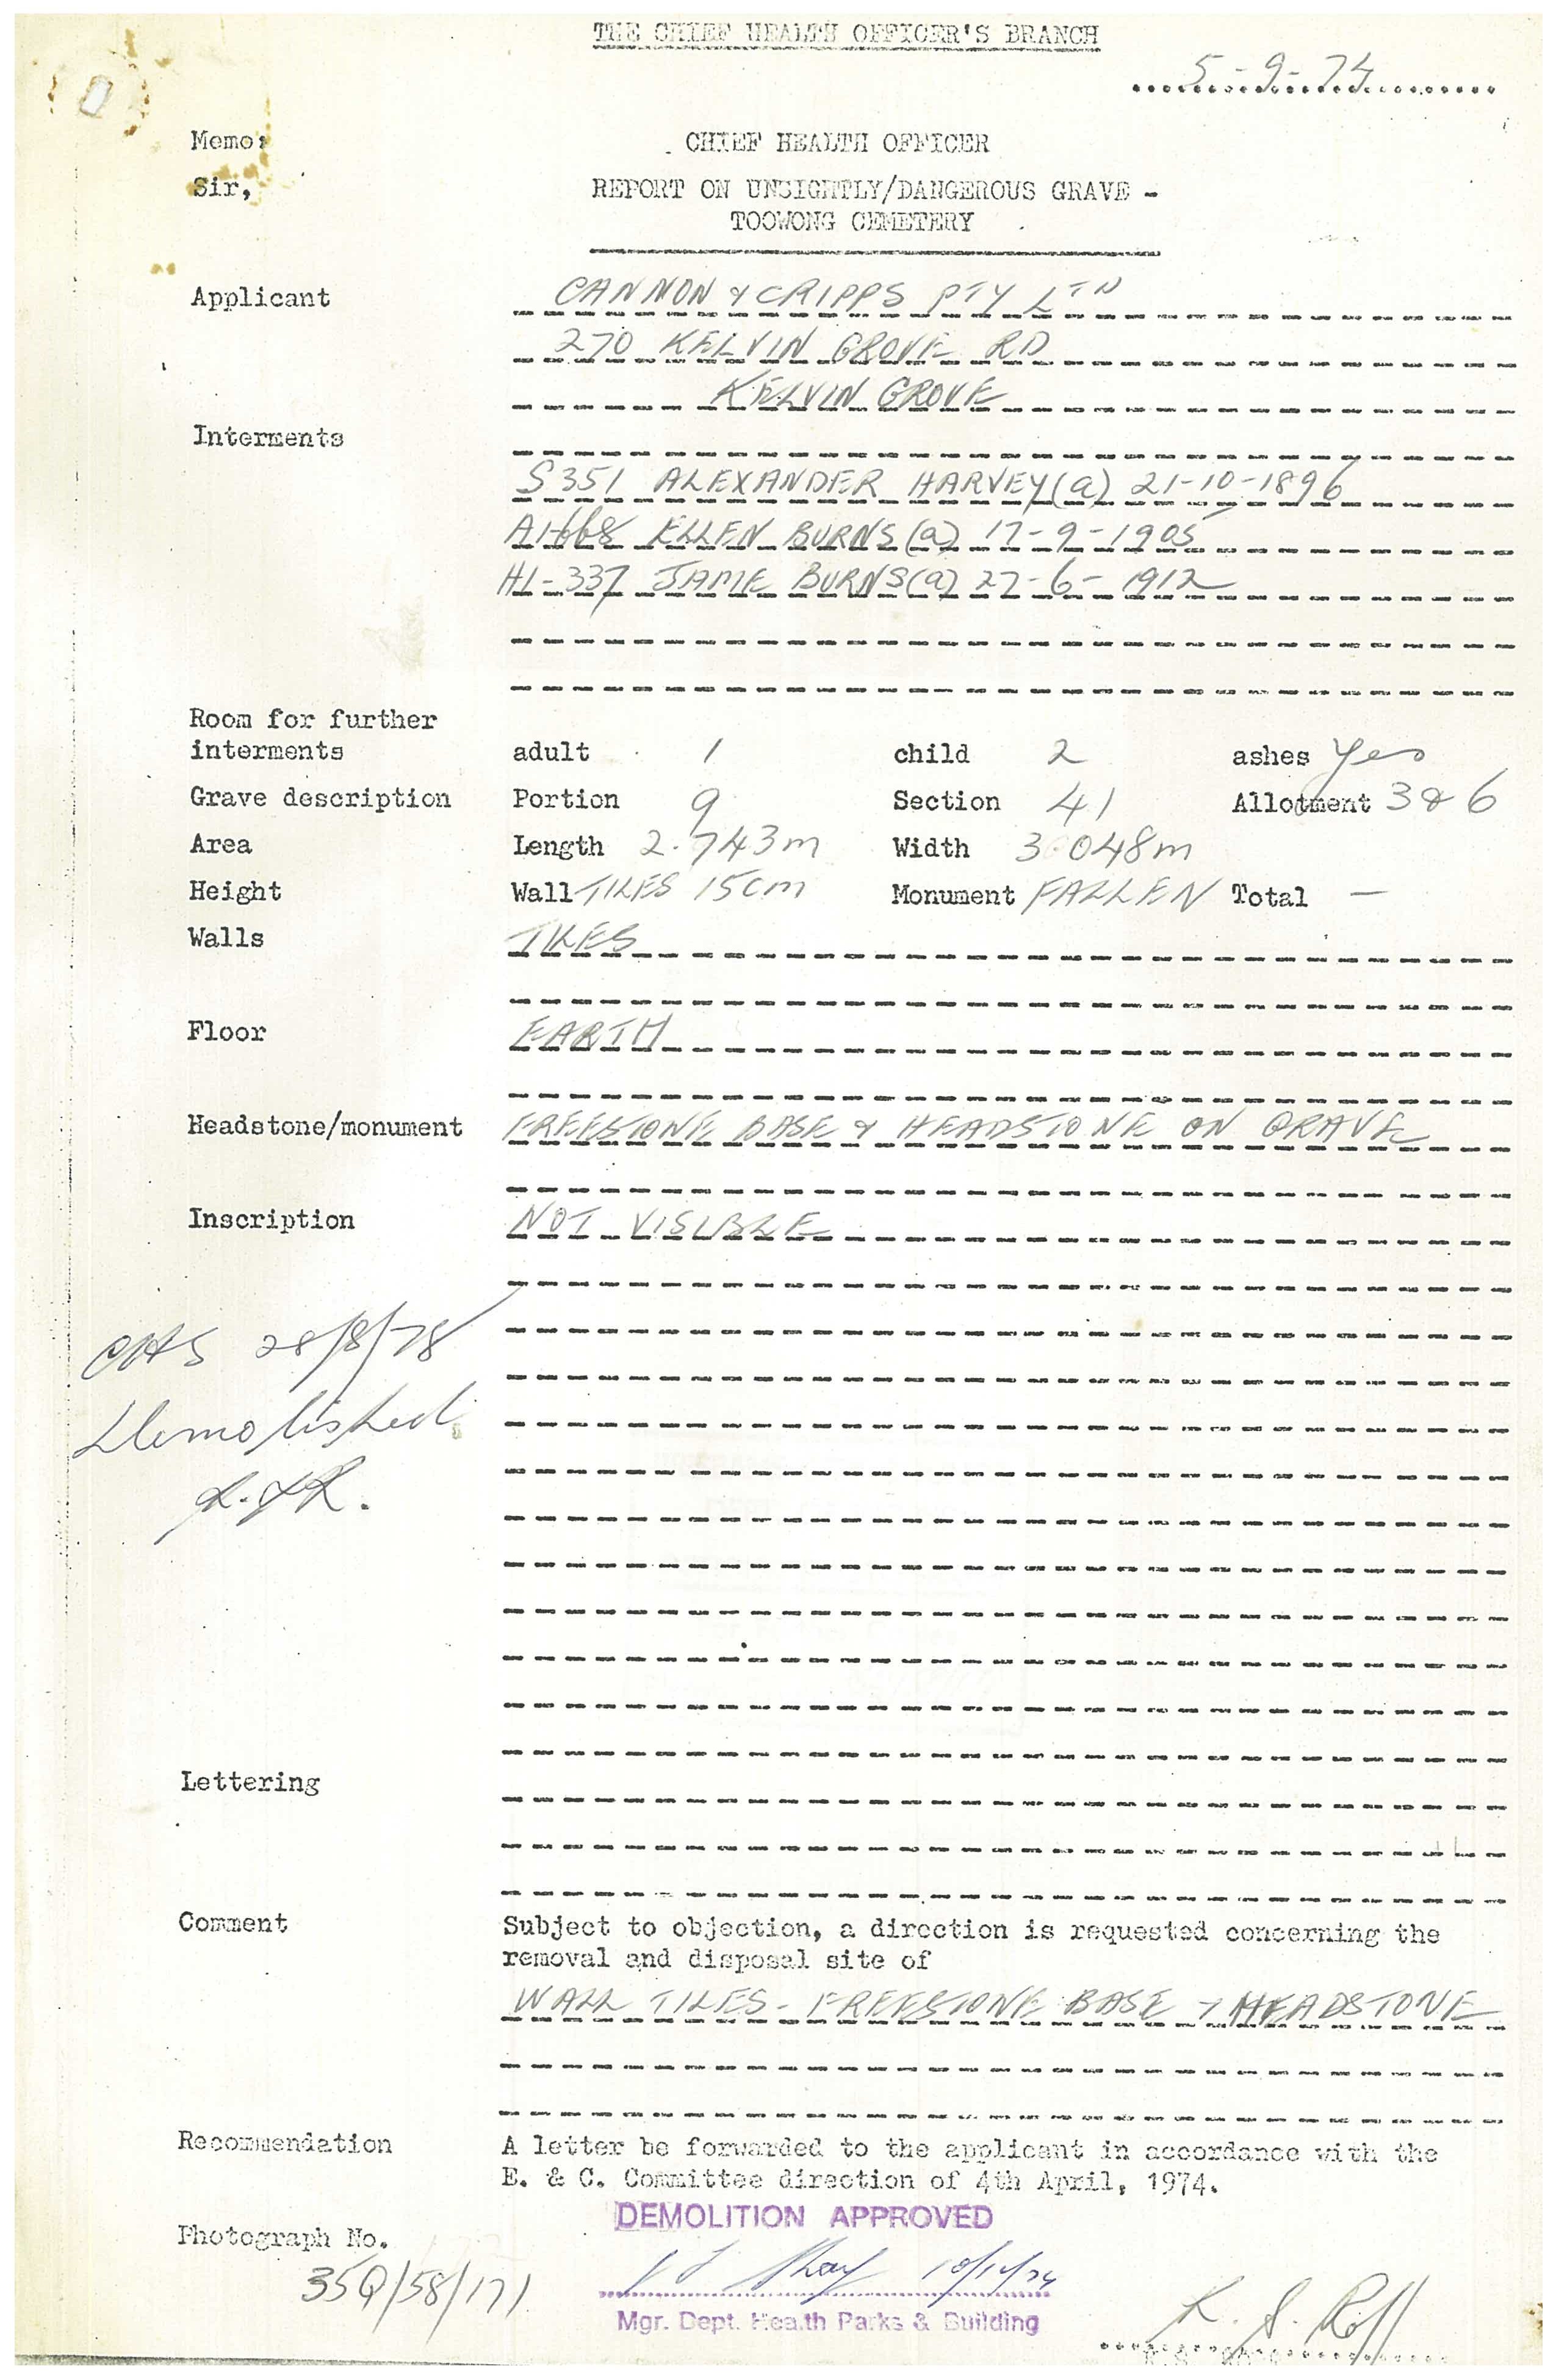 THE CHIEF HEALTH OFFICER'S BRANCH
5-9-74
Memo: CHIEF HEALTH OFFICER
Sir, REPORT ON UNSIGHTLY/DANGEROUS GRAVE -
TOOWONG CEMETERY
Applicant CANNON & CRIPPS PTY LTD
270 KELVIN GROVE RD
KELVIN GROVE
Interments
S351 ALEXANDER HARVEY (a) 21-10-1896
A1668 ELLEN BURNS (a) 17-9-1905
H1-337 JAME BURNS (a) 27-6-1912
Room for further
interments adult 1 child 2 ashes Yes
Grave description Portion 9 Section 41 Allotment 3 & 6
Area Length 2.743m Width 3.048m
Height Wall TILES 15cm Monument FALLEN Total —
Walls TILES
Floor EARTH
Headstone/monument FREESTONE BASE & HEADSTONE ON GRAVE
Inscription NOT VISIBLE
28/8/78
Demolished
Lettering
Comment Subject to objection, a direction is requested concerning the
removal and disposal site of
WALL TILES - FREESTONE BASE & HEADSTONE
Recommendation A letter be forwarded to the applicant in accordance with the
E. & C. Committee direction of 4th April, 1974.
DEMOLITION APPROVED
Photograph No.
35Q/58/171
10/12/74
Mgr. Dept. Health Parks & Building